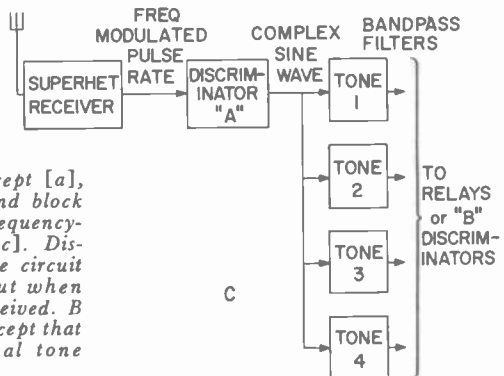 FREQ
MODULATED
PULSE
RATE
COMPLEX
SINE
WAVE
BANDPASS
FILTERS
SUPERHET
RECEIVER
DISCRIM-
INATOR
"A"
TONE
1
TONE
2
TONE
3
TONE
4
TO
RELAYS
or "B"
DISCRIM-
INATORS
C
ept [a],
nd block
equency-
c]. Dis-
e circuit
ut when
eived. B
cept that
al tone